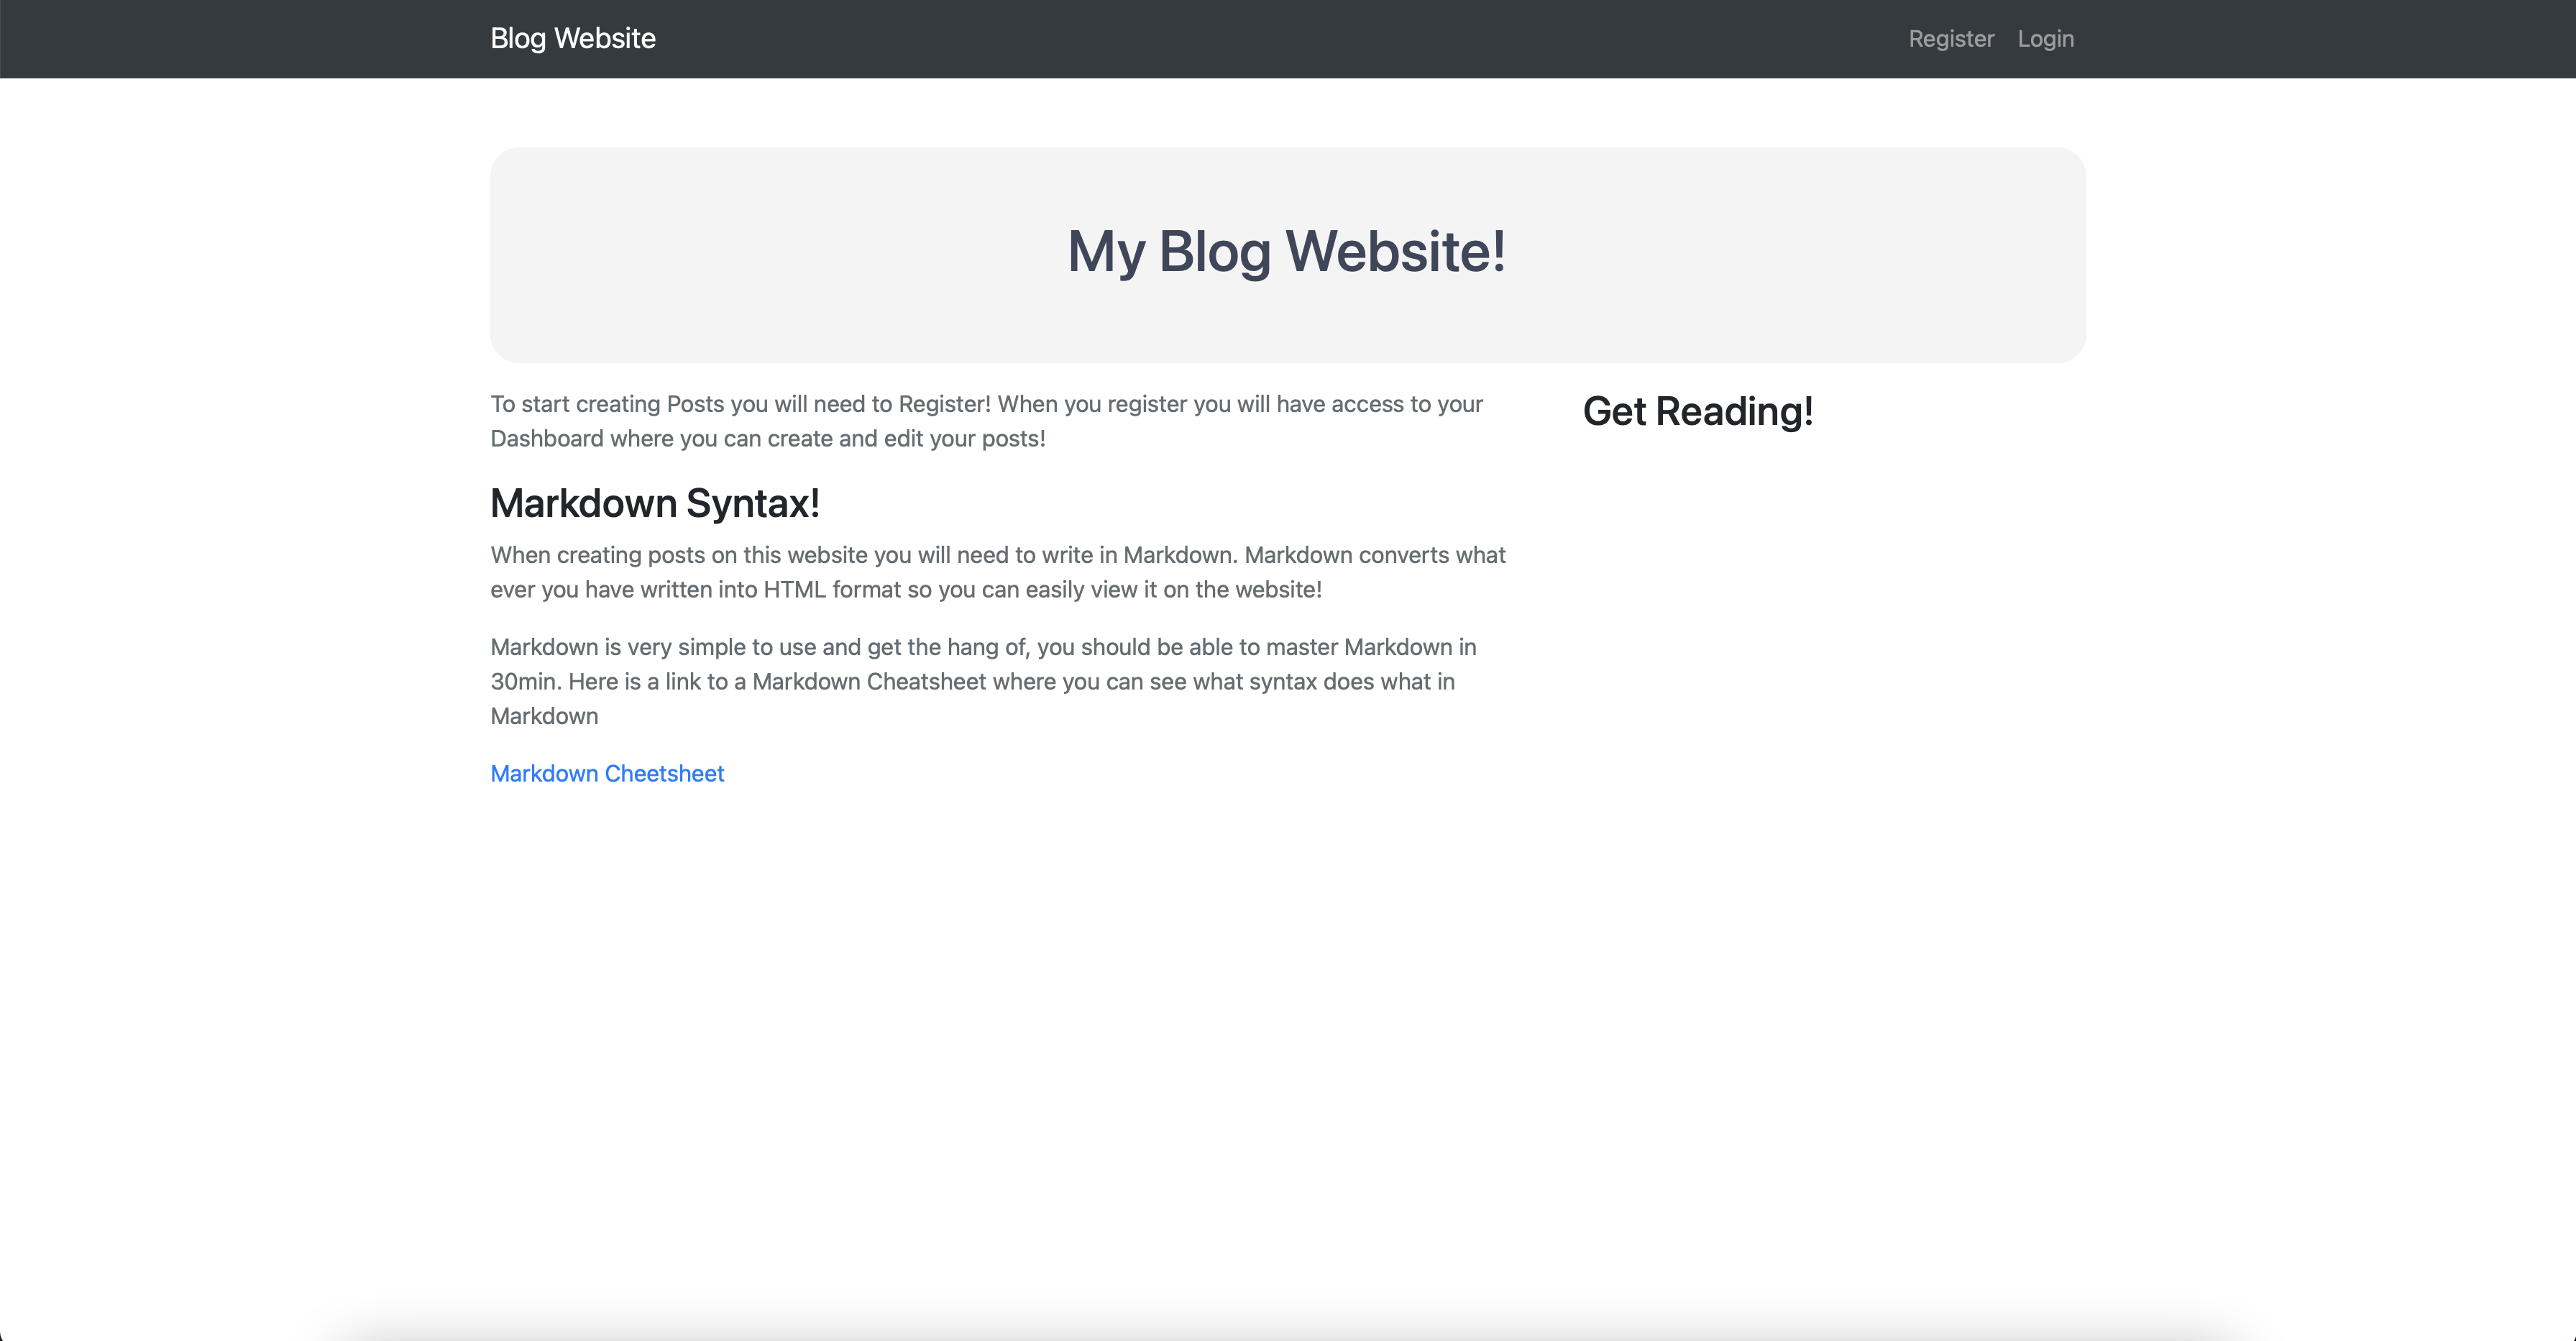 Blog Website
Register Login
My Blog Website!
To start creating Posts you will need to Register! When you register you will have access to your
Dashboard where you can create and edit your posts!
Markdown Syntax!
When creating posts on this website you will need to write in Markdown. Markdown converts what
ever you have written into HTML format so you can easily view it on the website!
Markdown is very simple to use and get the hang of, you should be able to master Markdown in
30min. Here is a link to a Markdown Cheatsheet where you can see what syntax does what in
Markdown
Markdown Cheetsheet
Get Reading!